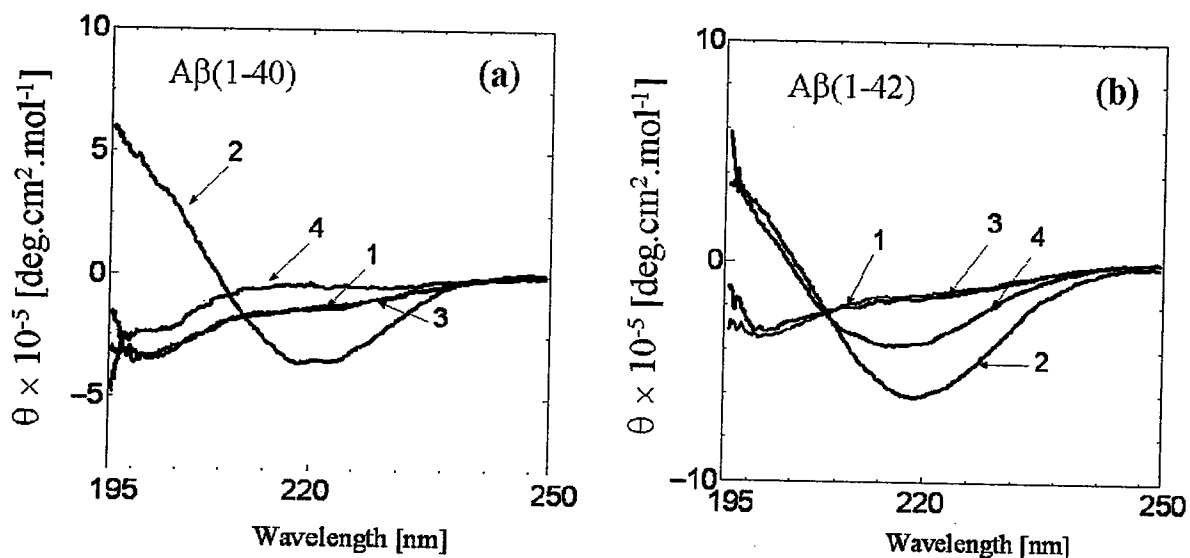 10
5
0
−5
θ × 10⁻⁵ [deg.cm².mol⁻¹]
Aβ(1-40)
(a)
2
4
1
3
195
220
250
Wavelength [nm]
10
0
−10
θ × 10⁻⁵ [deg.cm².mol⁻¹]
Aβ(1-42)
(b)
1
3
4
2
195
220
250
Wavelength [nm]